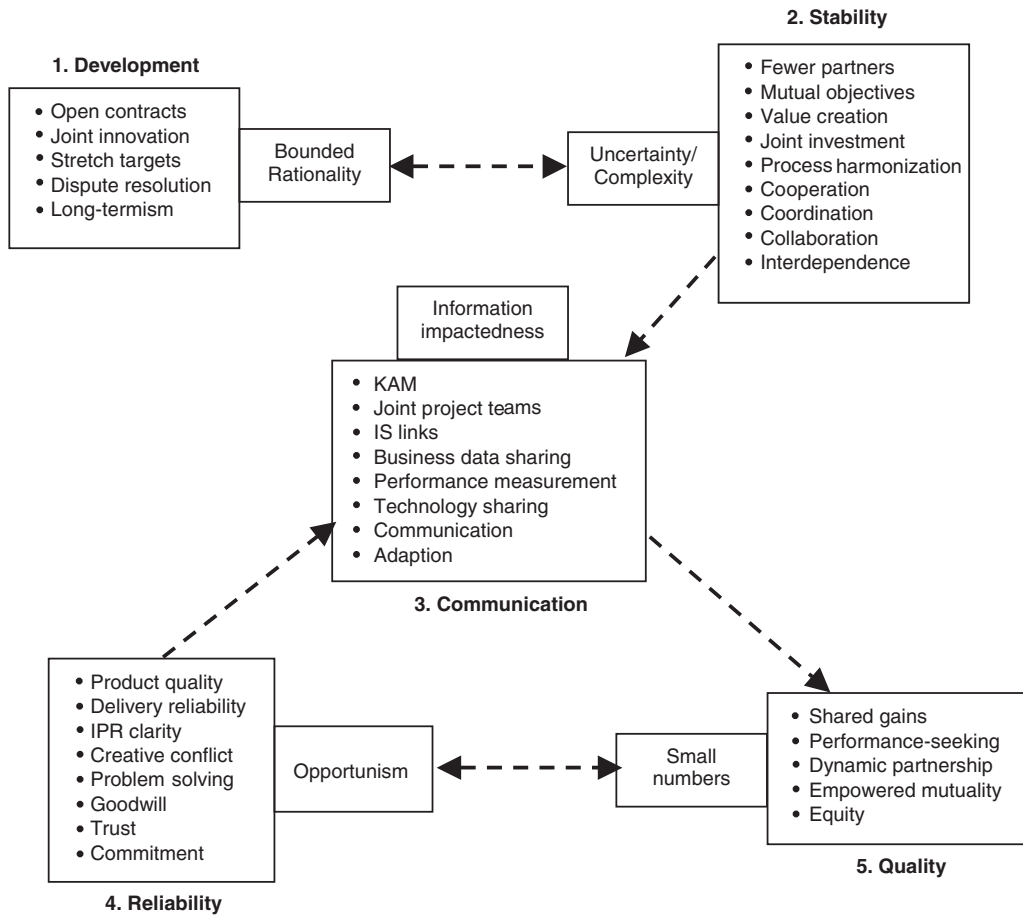 1. Development
• Open contracts
• Joint innovation
• Stretch targets
• Dispute resolution
• Long-termism
Bounded
Rationality
Uncertainty/
Complexity
2. Stability
• Fewer partners
• Mutual objectives
• Value creation
• Joint investment
• Process harmonization
• Cooperation
• Coordination
• Collaboration
• Interdependence
Information
impactedness
• KAM
• Joint project teams
• IS links
• Business data sharing
• Performance measurement
• Technology sharing
• Communication
• Adaption
3. Communication
• Product quality
• Delivery reliability
• IPR clarity
• Creative conflict
• Problem solving
• Goodwill
• Trust
• Commitment
4. Reliability
Opportunism
Small
numbers
• Shared gains
• Performance-seeking
• Dynamic partnership
• Empowered mutuality
• Equity
5. Quality